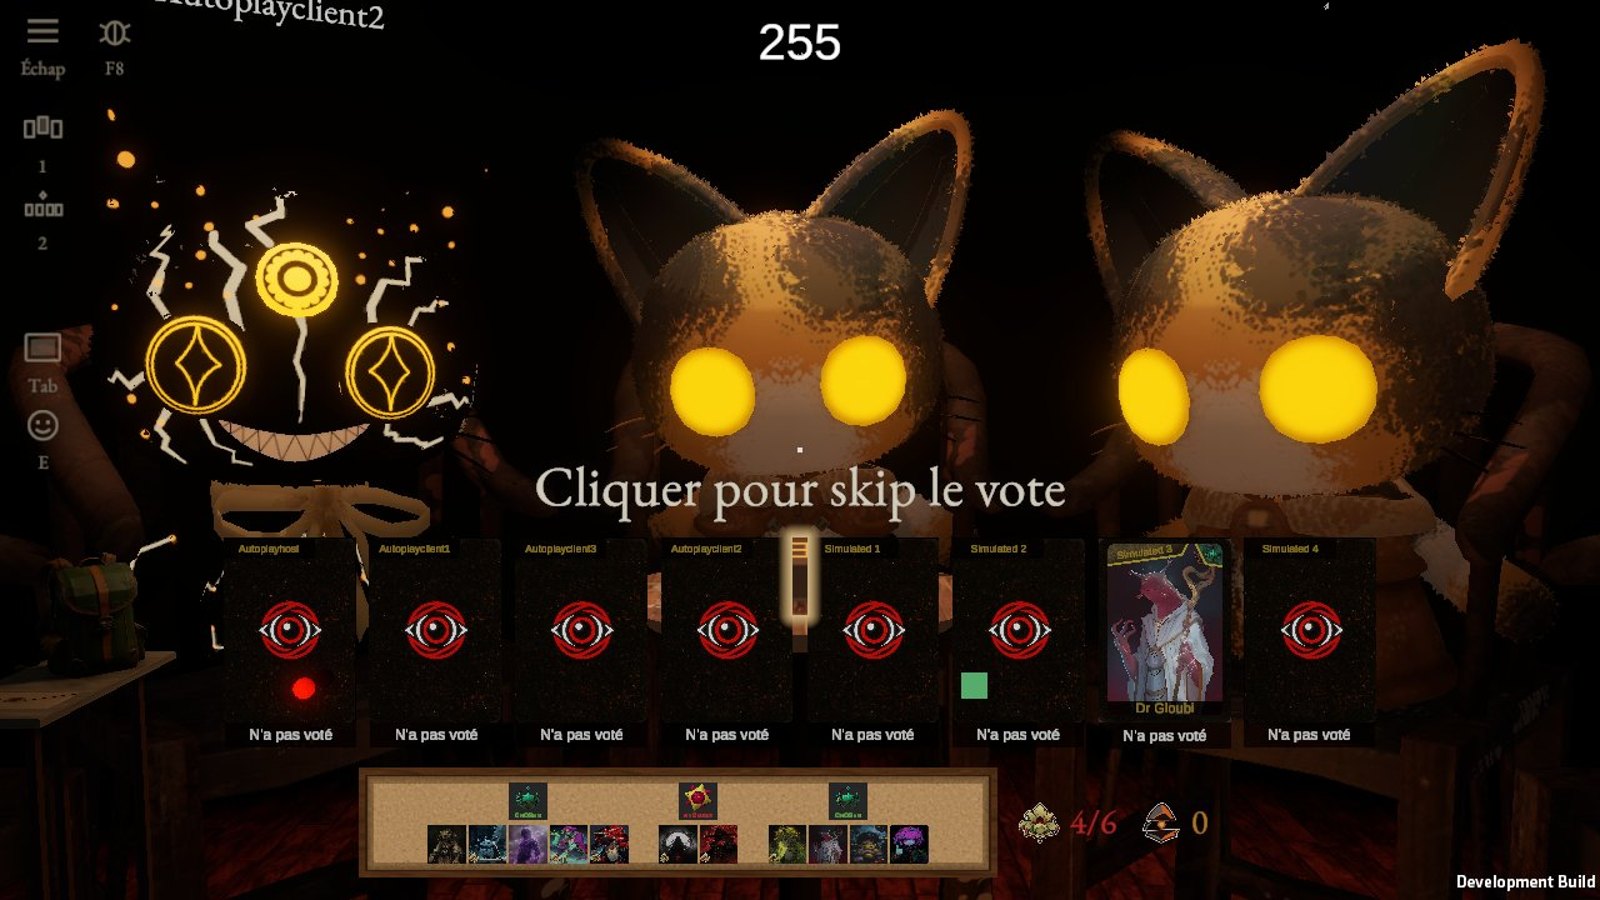 Autoplayclient2
255
Échap
F8
1
2
Tab
E
Cliquer pour skip le vote
Autoplayhost
Autoplayclient1
Autoplayclient3
Autoplayclient2
Simulated 1
Simulated 2
Simulated 3
Simulated 4
Dr Gloubi
N'a pas voté
N'a pas voté
N'a pas voté
N'a pas voté
N'a pas voté
N'a pas voté
N'a pas voté
N'a pas voté
4/6
0
Development Build